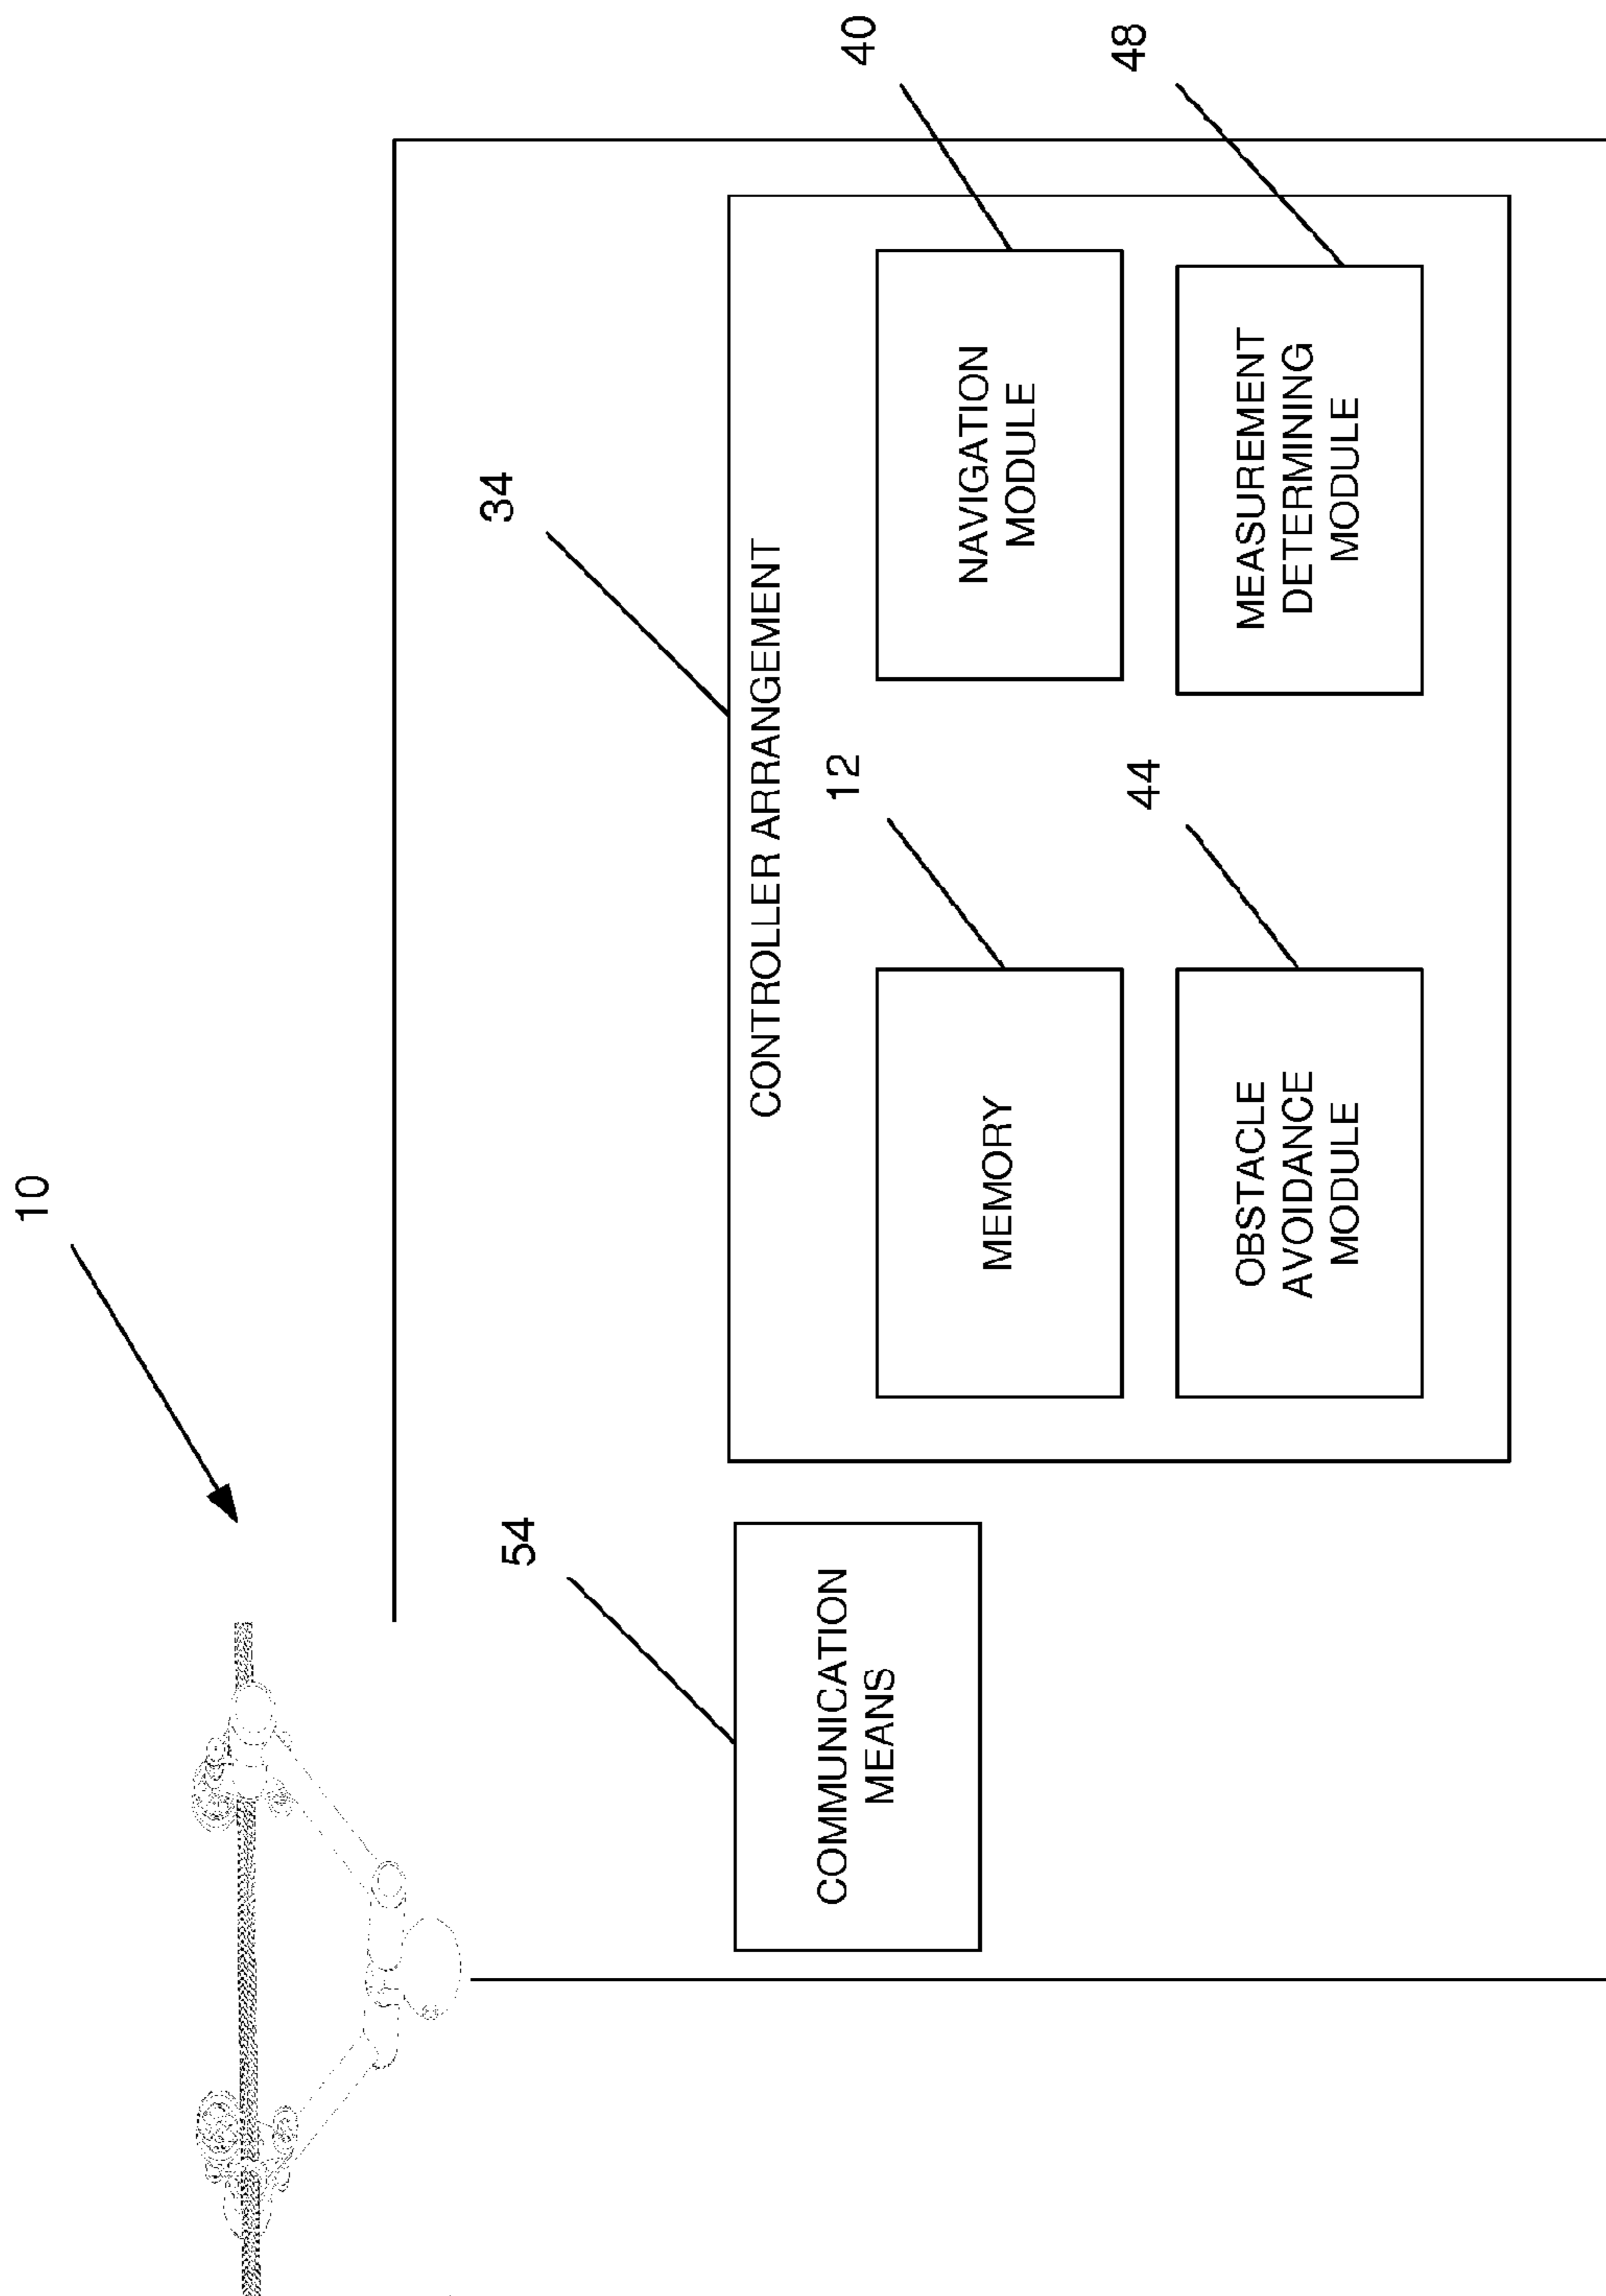 10
34
54
CONTROLLER ARRANGEMENT
12
40
COMMUNICATION
MEANS
MEMORY
NAVIGATION
MODULE
44
48
OBSTACLE
AVOIDANCE
MODULE
MEASUREMENT
DETERMINING
MODULE